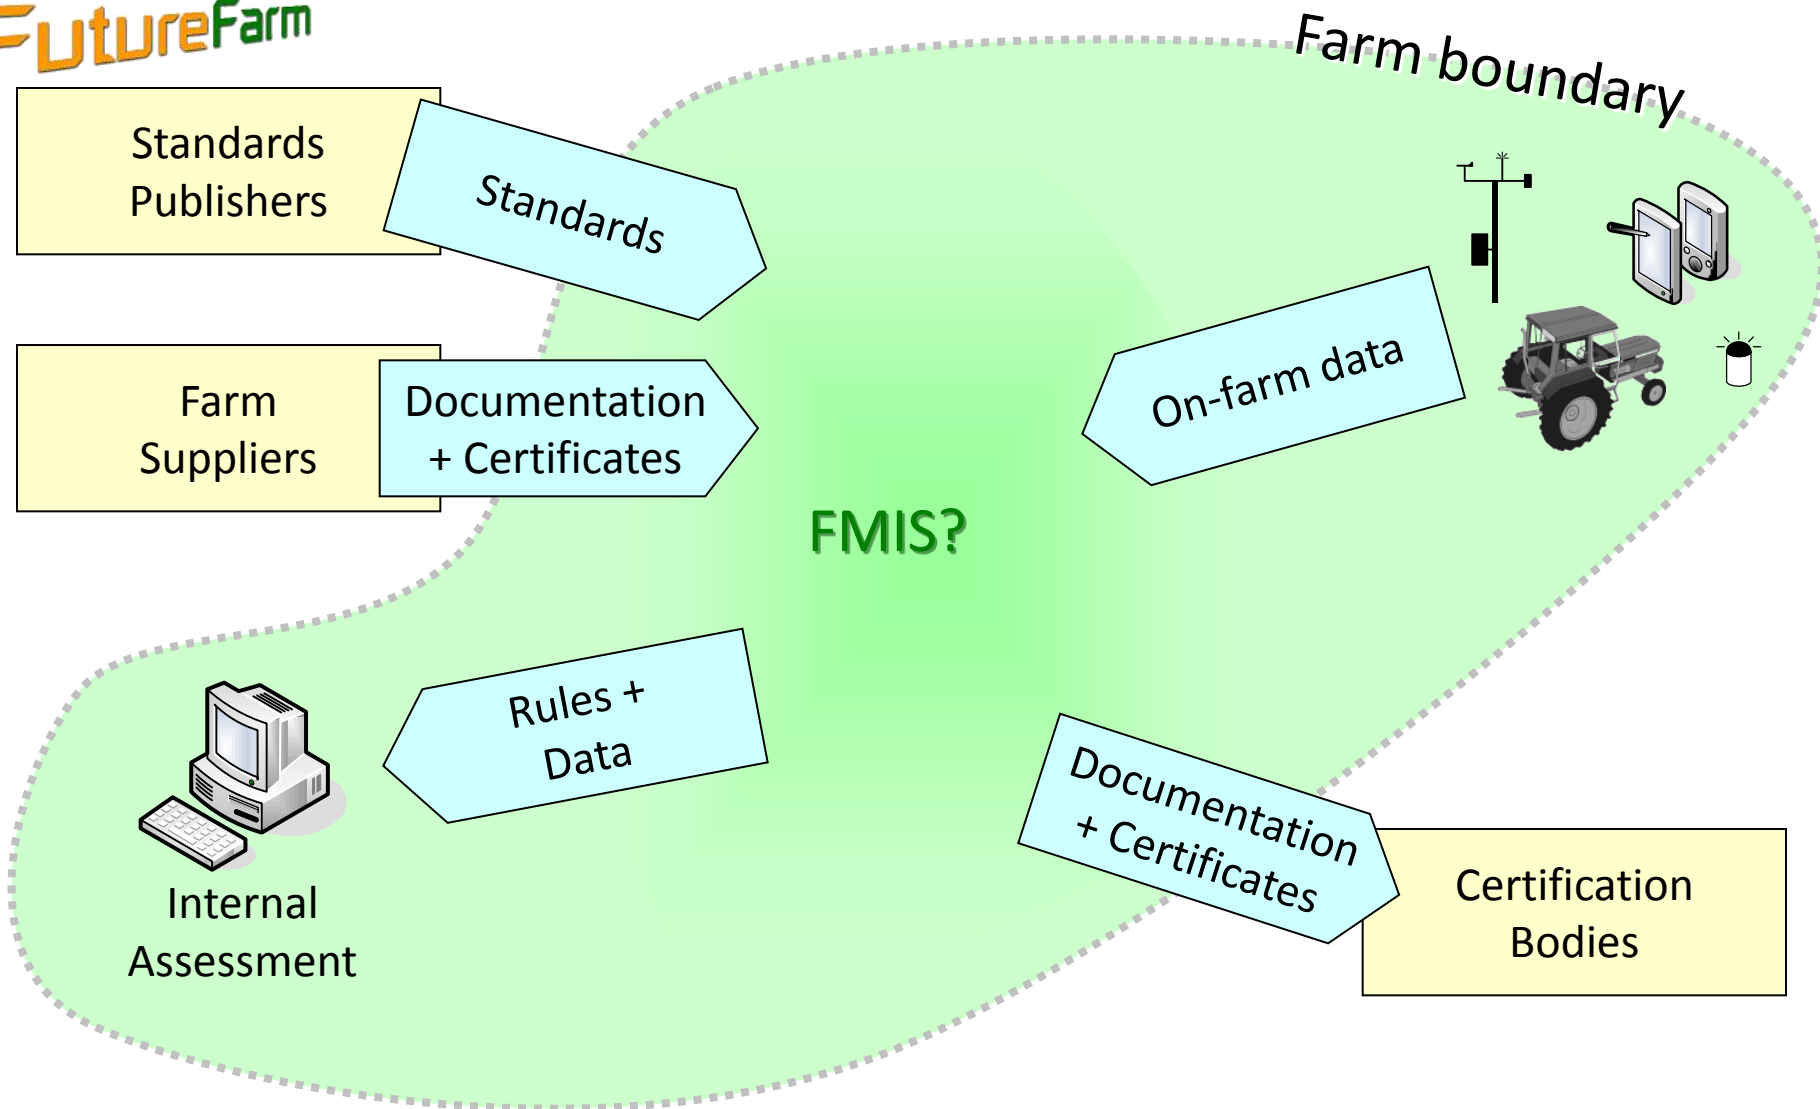 FutureFarm
Farm boundary
Standards
Publishers
Standards
Farm
Suppliers
Documentation
+ Certificates
On-farm data
FMIS?
Rules +
Data
Internal
Assessment
Documentation
+ Certificates
Certification
Bodies